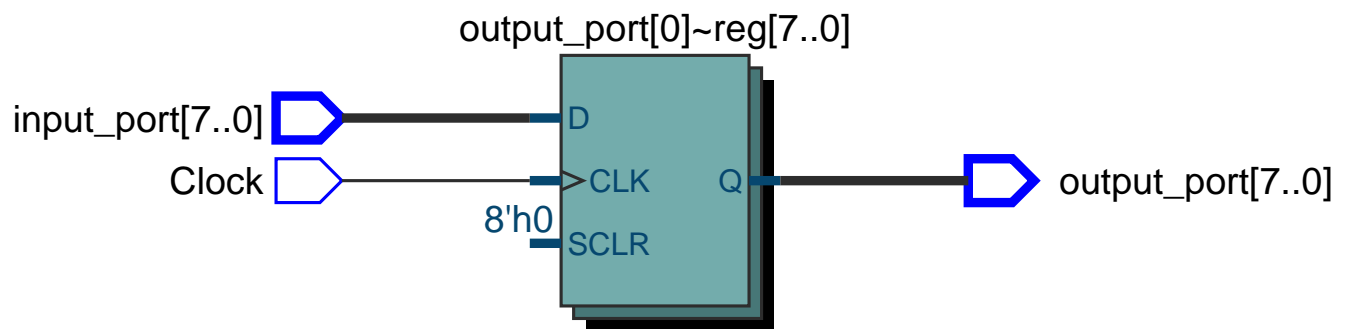 output_port[0]~reg[7..0]
input_port[7..0]
D
Clock
CLK
Q
output_port[7..0]
8'h0
SCLR